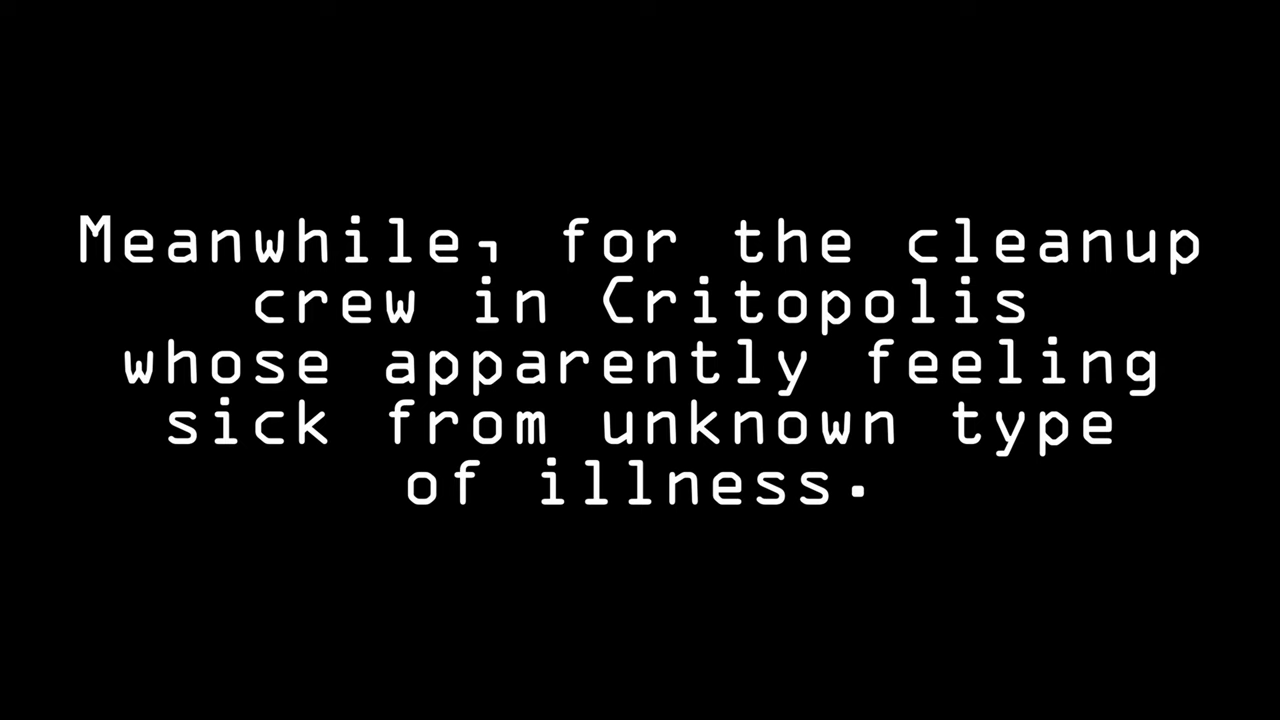 Meanwhile, for the cleanup
crew in Critopolis
whose apparently feeling
sick from unknown type
of illness.